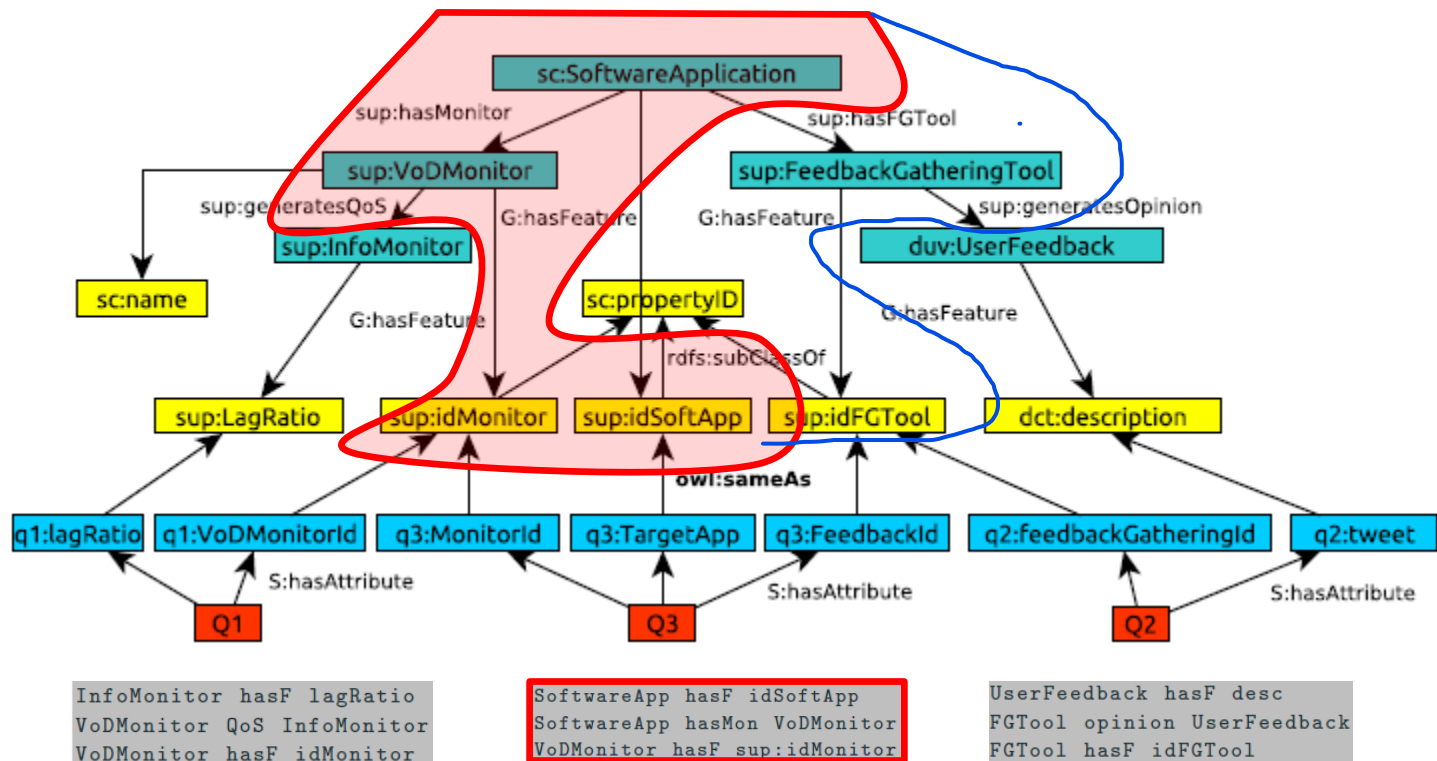 sc:SoftwareApplication
sup:hasMonitor
sup:hasFGTool
sup:VoDMonitor
sup:FeedbackGatheringTool
sup:generatesQoS
G:hasFeature
G:hasFeature
sup:generatesOpinion
sup:InfoMonitor
duv:UserFeedback
sc:name
sc:propertyID
G:hasFeature
G:hasFeature
rdfs:subClassOf
sup:LagRatio
sup:idMonitor
sup:idSoftApp
sup:idFGTool
dct:description
owl:sameAs
q1:lagRatio
q1:VoDMonitorId
q3:MonitorId
q3:TargetApp
q3:FeedbackId
q2:feedbackGatheringId
q2:tweet
S:hasAttribute
S:hasAttribute
S:hasAttribute
Q1
Q3
Q2
InfoMonitor hasF lagRatio
VoDMonitor QoS InfoMonitor
VoDMonitor hasF idMonitor
SoftwareApp hasF idSoftApp
SoftwareApp hasMon VoDMonitor
VoDMonitor hasF sup:idMonitor
UserFeedback hasF desc
FGTool opinion UserFeedback
FGTool hasF idFGTool